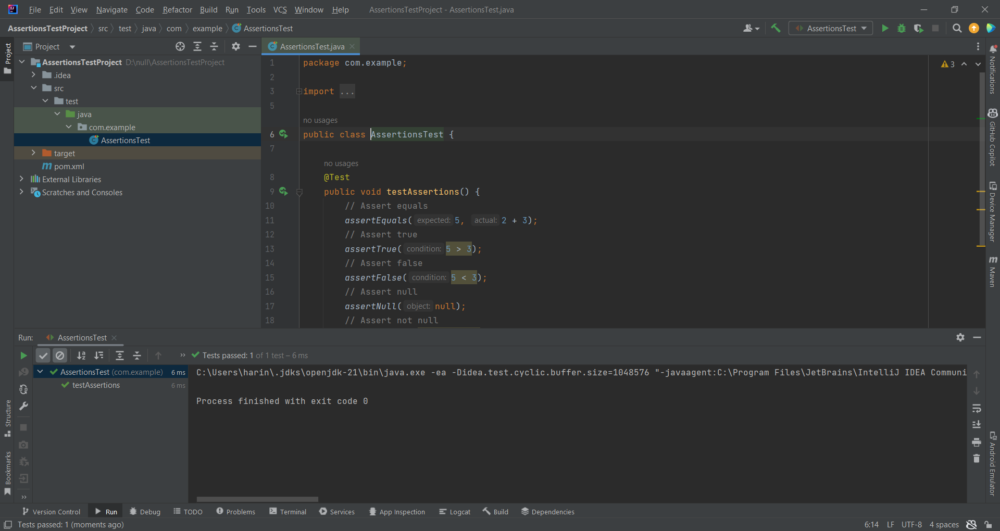 File Edit View Navigate Code Refactor Build Run Tools VCS Window Help AssertionsTestProject - AssertionsTest.java
AssertionsTestProject src test java com example AssertionsTest AssertionsTest
Project
AssertionsTest.java
AssertionsTestProject D:\null\AssertionsTestProject
.idea
src
test
java
com.example
AssertionsTest
target
pom.xml
External Libraries
Scratches and Consoles
1 package com.example;
3
2
3 import ...
5
no usages
6 public class AssertionsTest {
7
no usages
8 @Test
9 public void testAssertions() {
10 // Assert equals
11 assertEquals( expected: 5, actual: 2 + 3);
12 // Assert true
13 assertTrue( condition: 5 > 3);
14 // Assert false
15 assertFalse( condition: 5 < 3);
16 // Assert null
17 assertNull( object: null);
18 // Assert not null
Project
Structure
Bookmarks
Notifications
GitHub Copilot
Device Manager
m
Maven
Android Emulator
Run: AssertionsTest
Tests passed: 1 of 1 test – 6 ms
AssertionsTest (com.example) 6 ms
testAssertions 6 ms
C:\Users\harin\.jdks\openjdk-21\bin\java.exe -ea -Didea.test.cyclic.buffer.size=1048576 "-javaagent:C:\Program Files\JetBrains\IntelliJ IDEA Communi
Process finished with exit code 0
Version Control Run Debug TODO Problems Terminal Services App Inspection Logcat Build Dependencies
Tests passed: 1 (moments ago) 6:14 LF UTF-8 4 spaces